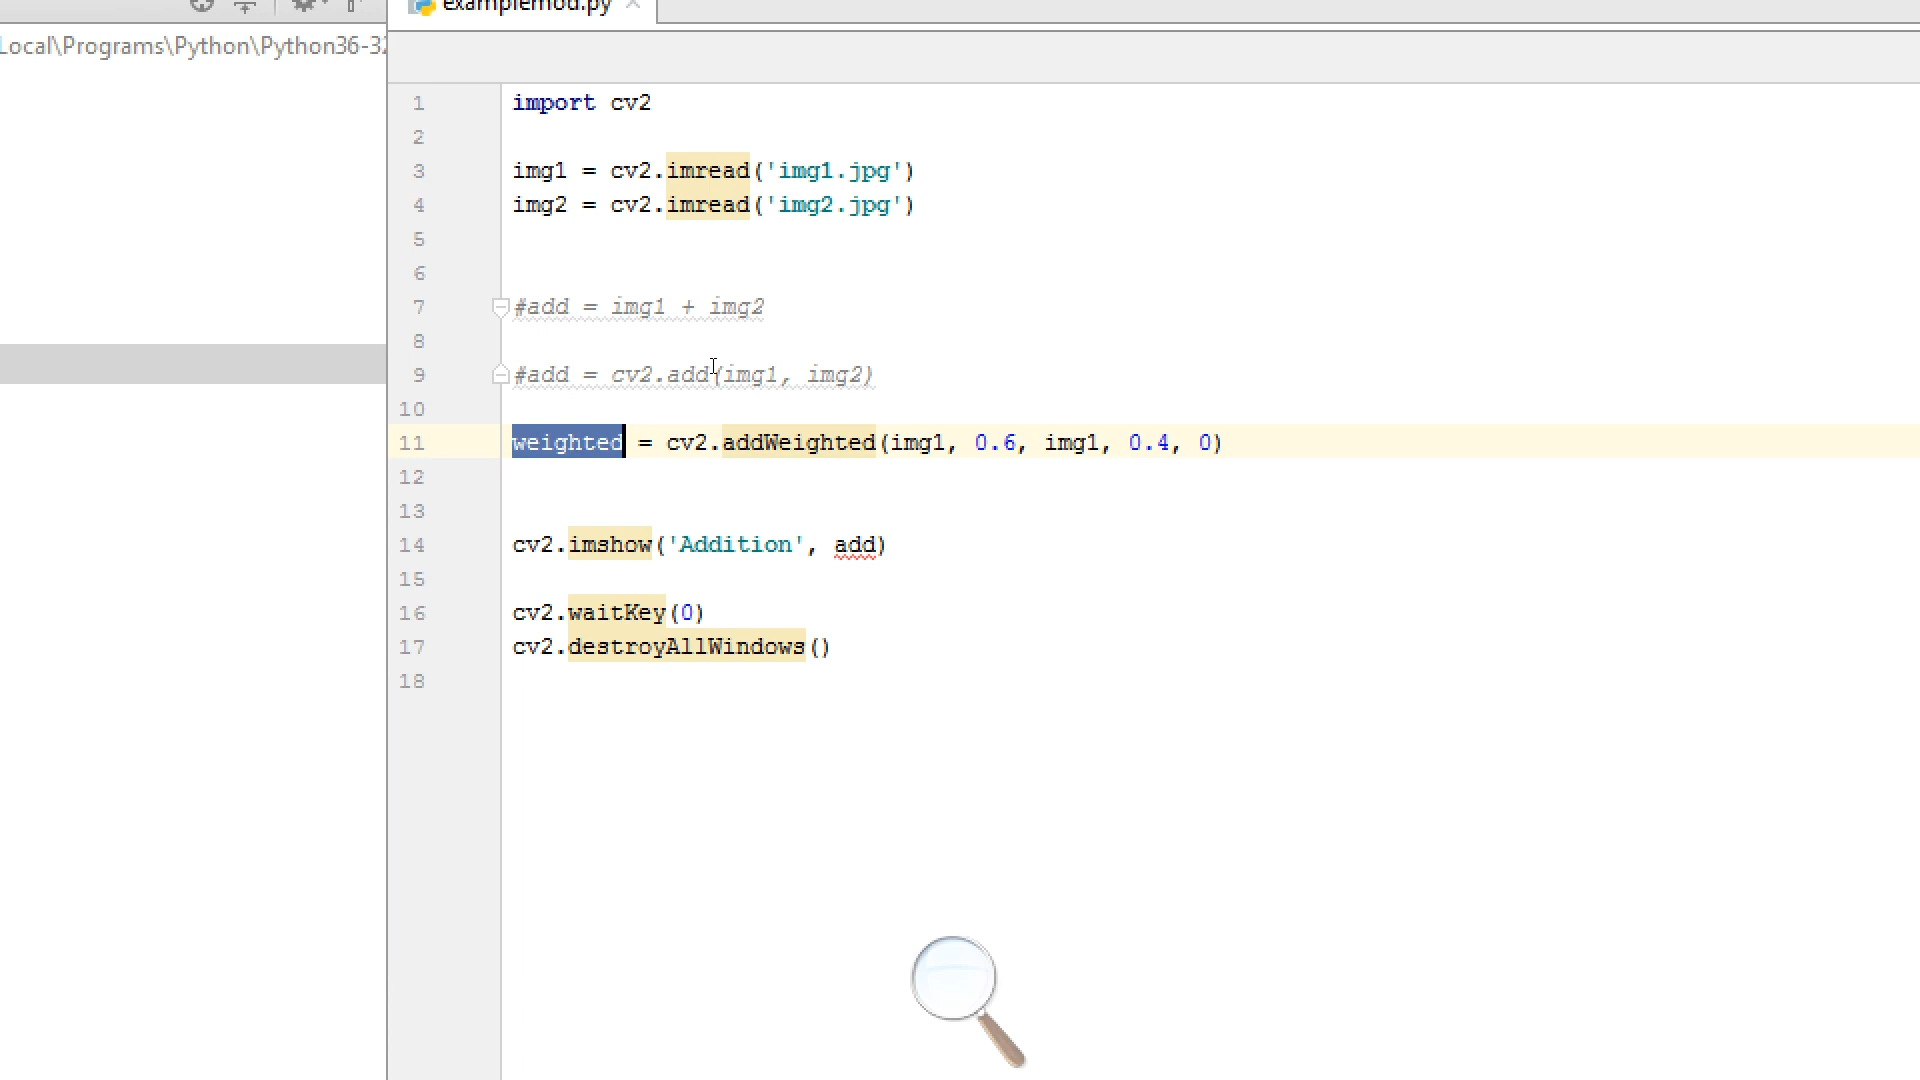 examplemod.py
Local\Programs\Python\Python36-32
1 import cv2
2
3 img1 = cv2.imread('img1.jpg')
4 img2 = cv2.imread('img2.jpg')
5
6
7 #add = img1 + img2
8
9 #add = cv2.add(img1, img2)
10
11 weighted = cv2.addWeighted(img1, 0.6, img1, 0.4, 0)
12
13
14 cv2.imshow('Addition', add)
15
16 cv2.waitKey(0)
17 cv2.destroyAllWindows()
18